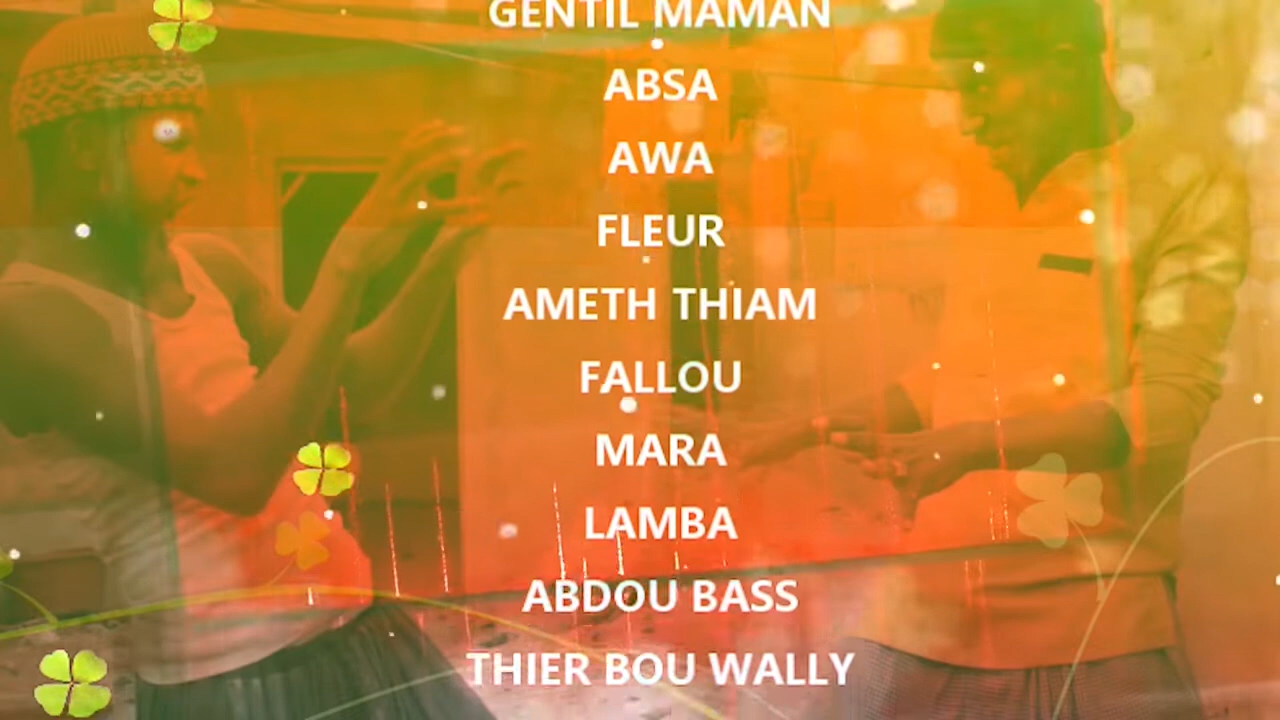 GENTIL MAMAN
ABSA
AWA
FLEUR
AMETH THIAM
FALLOU
MARA
LAMBA
ABDOU BASS
THIER BOU WALLY